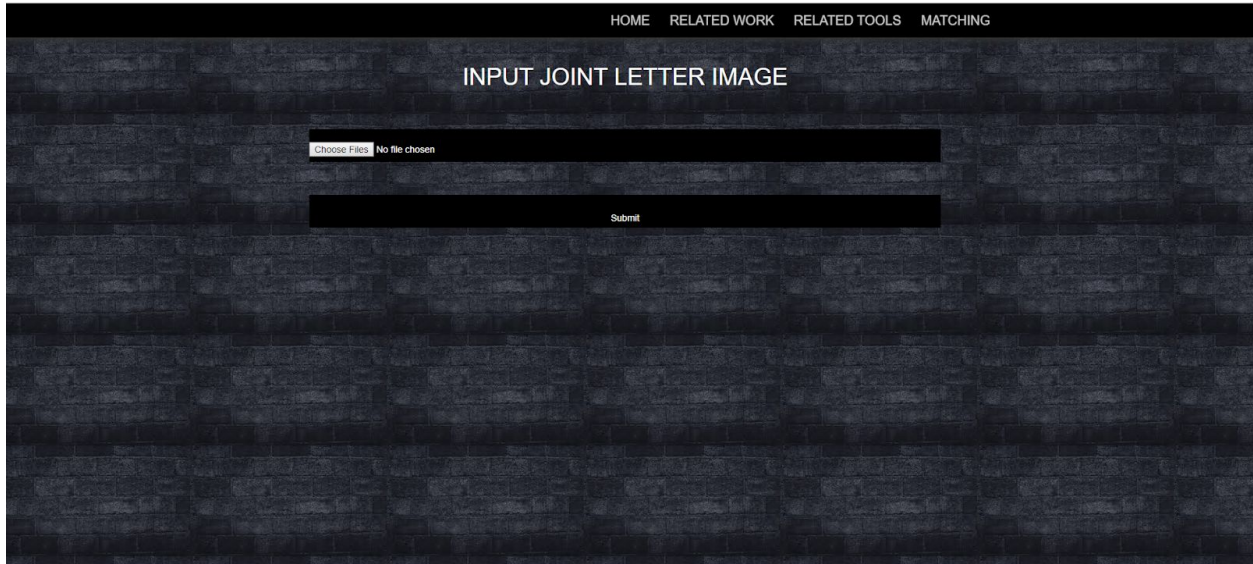 HOME RELATED WORK RELATED TOOLS MATCHING
INPUT JOINT LETTER IMAGE
Choose Files No file chosen
Submit